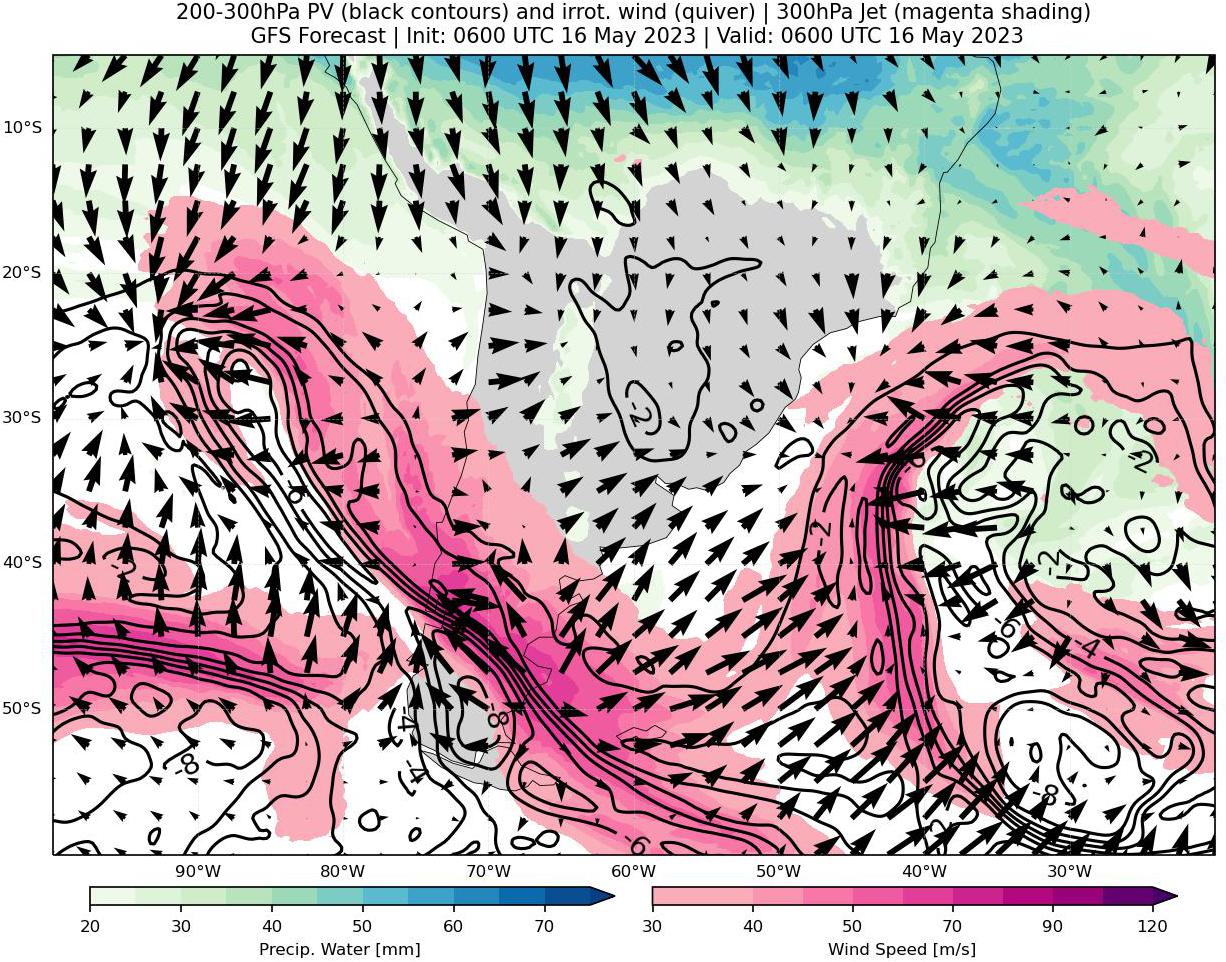 200-300hPa PV (black contours) and irrot. wind (quiver) | 300hPa Jet (magenta shading)
GFS Forecast | Init: 0600 UTC 16 May 2023 | Valid: 0600 UTC 16 May 2023
10°S
20°S
-2
30°S
-2
-2
40°S
-2
-6
-4
50°S
-4
-8
-8
-4
-8
-6
90°W 80°W 70°W 60°W 50°W 40°W 30°W
20 30 40 50 60 70
30 40 50 70 90 120
Precip. Water [mm]
Wind Speed [m/s]